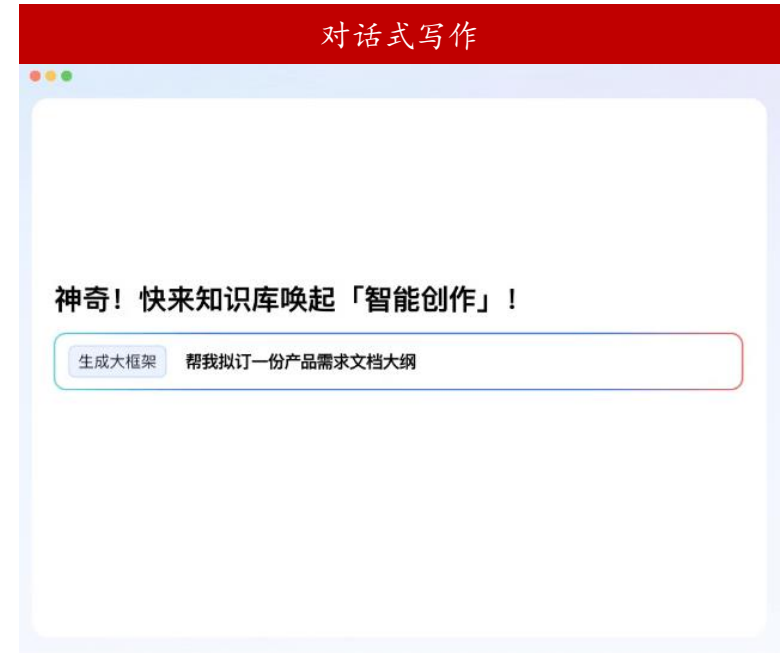 对话式写作
神奇！快来知识库唤起「智能创作」！
生成大框架 帮我拟订一份产品需求文档大纲